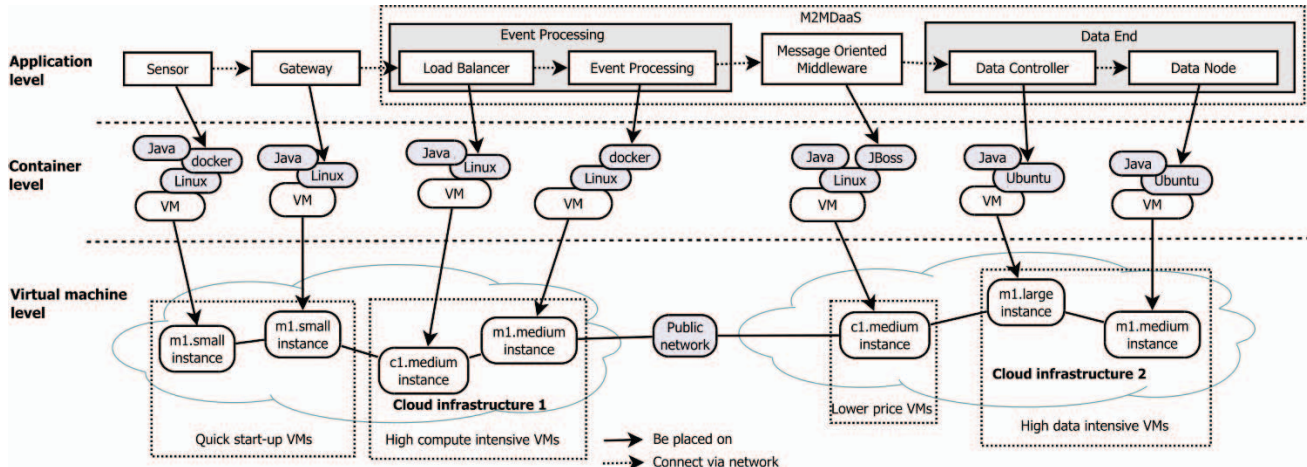 M2MDaaS
Event Processing
Data End
Application
level
Sensor
Gateway
Load Balancer
Event Processing
Message Oriented
Middleware
Data Controller
Data Node
Container
level
Java
docker
Linux
VM
Java
Linux
VM
Java
Linux
VM
docker
Linux
VM
Java
JBoss
Linux
VM
Java
Ubuntu
VM
Java
Ubuntu
VM
Virtual machine
level
m1.small
instance
m1.small
instance
c1.medium
instance
m1.medium
instance
Public
network
c1.medium
instance
m1.large
instance
m1.medium
instance
Cloud infrastructure 1
Cloud infrastructure 2
Quick start-up VMs
High compute intensive VMs
Lower price VMs
High data intensive VMs
Be placed on
Connect via network